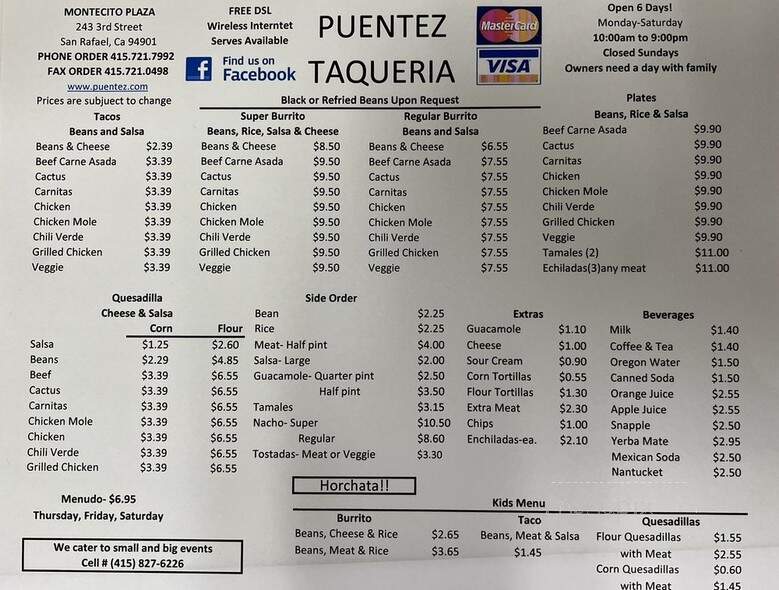 MONTECITO PLAZA
243 3rd Street
San Rafael, Ca 94901
PHONE ORDER 415.721.7992
FAX ORDER 415.721.0498
www.puentez.com
Prices are subjuect to change
FREE DSL
Wireless Interntet
Serves Available
f Find us on
Facebook
PUENTEZ
TAQUERIA
MasterCard
VISA
Open 6 Days!
Monday-Saturday
10:00am to 9:00pm
Closed Sundays
Owners need a day with family
Black or Refried Beans Upon Request
Tacos
Beans and Salsa
Beans & Cheese $2.39
Beef Carne Asada $3.39
Cactus $3.39
Carnitas $3.39
Chicken $3.39
Chicken Mole $3.39
Chili Verde $3.39
Grilled Chicken $3.39
Veggie $3.39
Super Burrito
Beans, Rice, Salsa & Cheese
Beans & Cheese $8.50
Beef Carne Asada $9.50
Cactus $9.50
Carnitas $9.50
Chicken $9.50
Chicken Mole $9.50
Chili Verde $9.50
Grilled Chicken $9.50
Veggie $9.50
Regular Burrito
Beans and Salsa
Beans & Cheese $6.55
Beef Carne Asada $7.55
Cactus $7.55
Carnitas $7.55
Chicken $7.55
Chicken Mole $7.55
Chili Verde $7.55
Grilled Chicken $7.55
Veggie $7.55
Plates
Beans, Rice & Salsa
Beef Carne Asada $9.90
Cactus $9.90
Carnitas $9.90
Chicken $9.90
Chicken Mole $9.90
Chili Verde $9.90
Grilled Chicken $9.90
Veggie $9.90
Tamales (2) $11.00
Echiladas(3)any meat $11.00
Quesadilla
Cheese & Salsa
Corn Flour
Salsa $1.25 $2.60
Beans $2.29 $4.85
Beef $3.39 $6.55
Cactus $3.39 $6.55
Carnitas $3.39 $6.55
Chicken Mole $3.39 $6.55
Chicken $3.39 $6.55
Chili Verde $3.39 $6.55
Grilled Chicken $3.39 $6.55
Side Order
Bean $2.25
Rice $2.25
Meat- Half pint $4.00
Salsa- Large $2.00
Guacamole- Quarter pint $2.50
Half pint $3.50
Tamales $3.15
Nacho- Super $10.50
Regular $8.60
Tostadas- Meat or Veggie $3.30
Extras
Guacamole $1.10
Cheese $1.00
Sour Cream $0.90
Corn Tortillas $0.55
Flour Tortillas $1.30
Extra Meat $2.30
Chips $1.00
Enchiladas-ea. $2.10
Beverages
Milk $1.40
Coffee & Tea $1.40
Oregon Water $1.50
Canned Soda $1.50
Orange Juice $2.55
Apple Juice $2.55
Snapple $2.50
Yerba Mate $2.95
Mexican Soda $2.50
Nantucket $2.50
Horchata!!
Menudo- $6.95
Thursday, Friday, Saturday
We cater to small and big events
Cell # (415) 827-6226
Kids Menu
Burrito
Beans, Cheese & Rice $2.65
Beans, Meat & Rice $3.65
Taco
Beans, Meat & Salsa
$1.45
Quesadillas
Flour Quesadillas $1.55
with Meat $2.55
Corn Quesadillas $0.60
with Meat $1.45